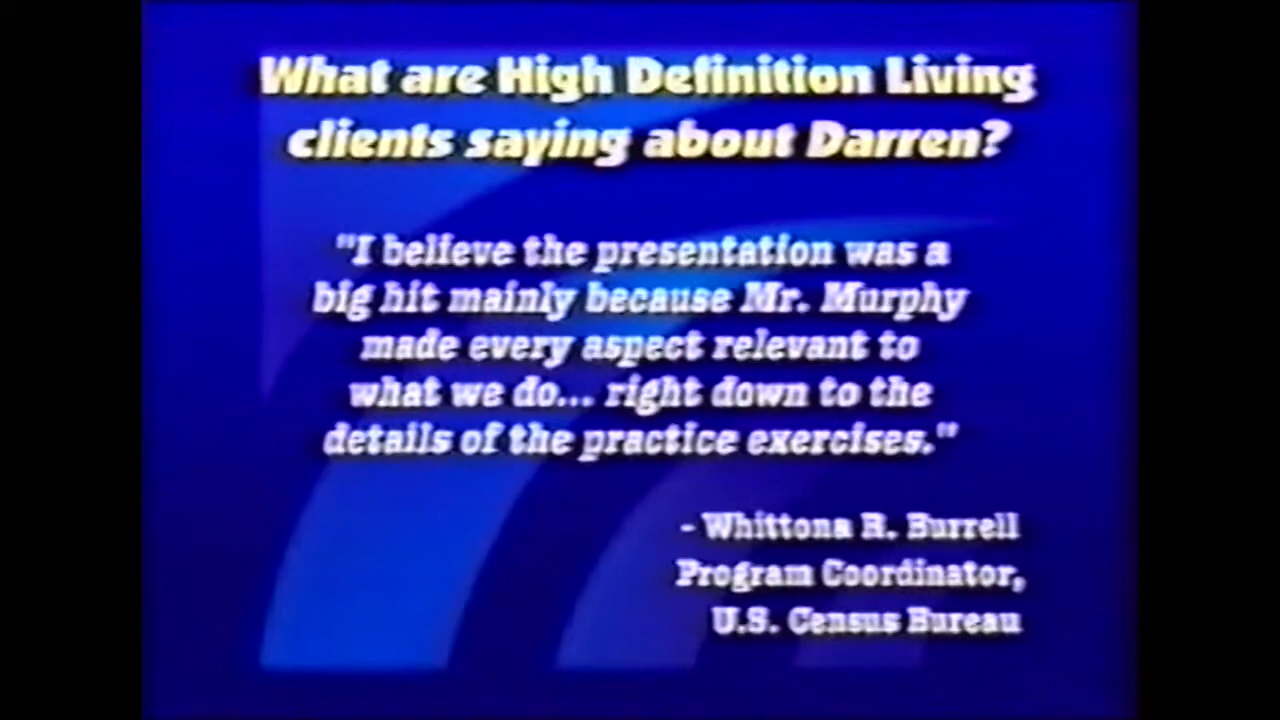 What are High Definition Living
clients saying about Darren?
"I believe the presentation was a
big hit mainly because Mr. Murphy
made every aspect relevant to
what we do... right down to the
details of the practice exercises."
- Whittona R. Burrell
Program Coordinator,
U.S. Census Bureau